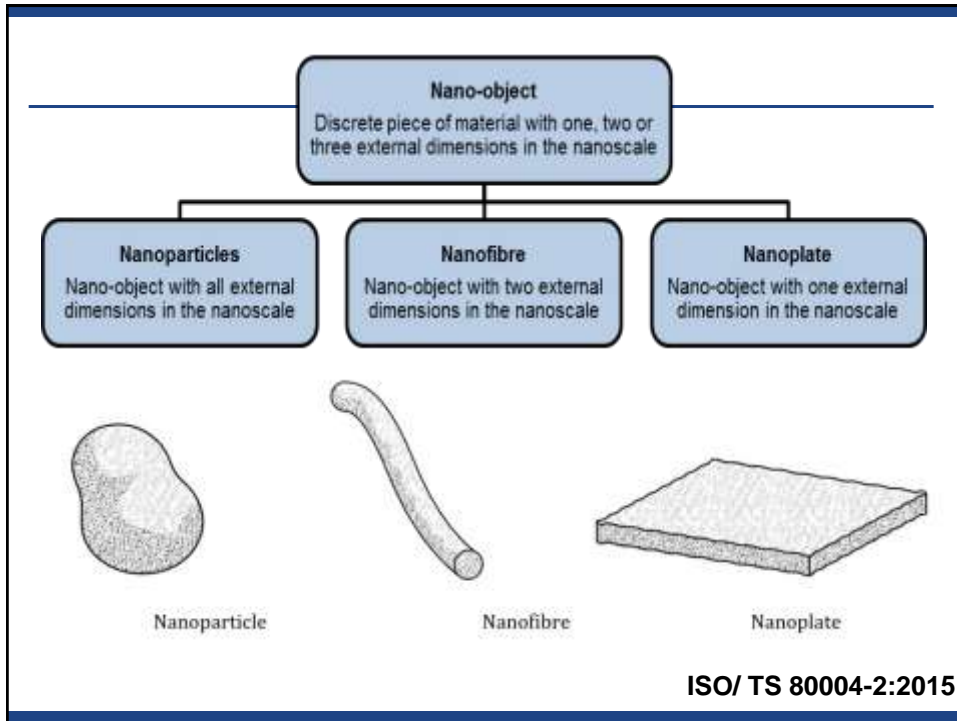 Nano-object
Discrete piece of material with one, two or
three external dimensions in the nanoscale
Nanoparticles
Nano-object with all external
dimensions in the nanoscale
Nanofibre
Nano-object with two external
dimensions in the nanoscale
Nanoplate
Nano-object with one external
dimension in the nanoscale
Nanoparticle
Nanofibre
Nanoplate
ISO/ TS 80004-2:2015